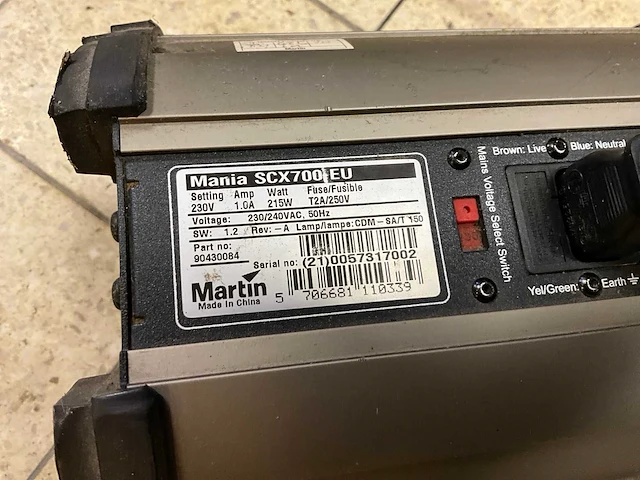 Mania SCX700-EU
Setting Amp Watt Fuse/Fusible
230V 1.0A 215W T2A/250V
Voltage: 230/240VAC, 50Hz
SW: 1.2 Rev: -A Lamp/lampe: CDM-SA/T 150
Part no:
90430084
Serial no: (21)0057317002
Martin
Made In China
5 706681 110339
Mains Voltage Select Switch
Brown: Live
Blue: Neutral
Yel/Green: Earth